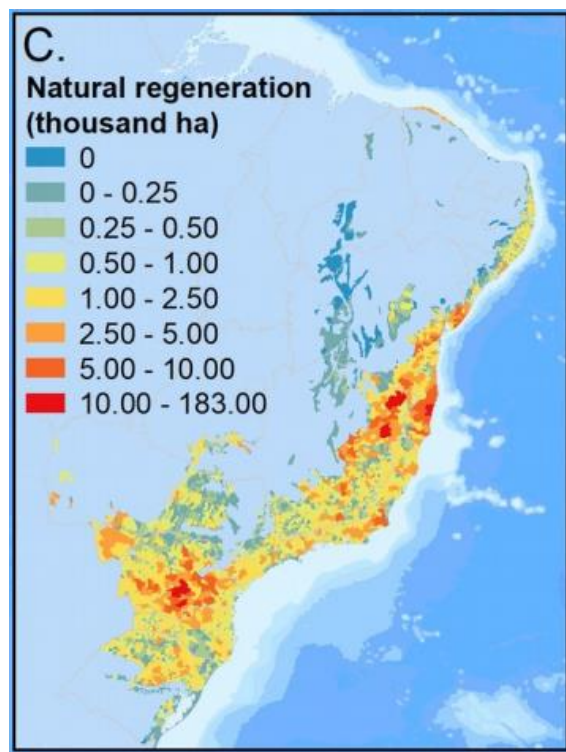 C.
Natural regeneration
(thousand ha)
0
0 - 0.25
0.25 - 0.50
0.50 - 1.00
1.00 - 2.50
2.50 - 5.00
5.00 - 10.00
10.00 - 183.00